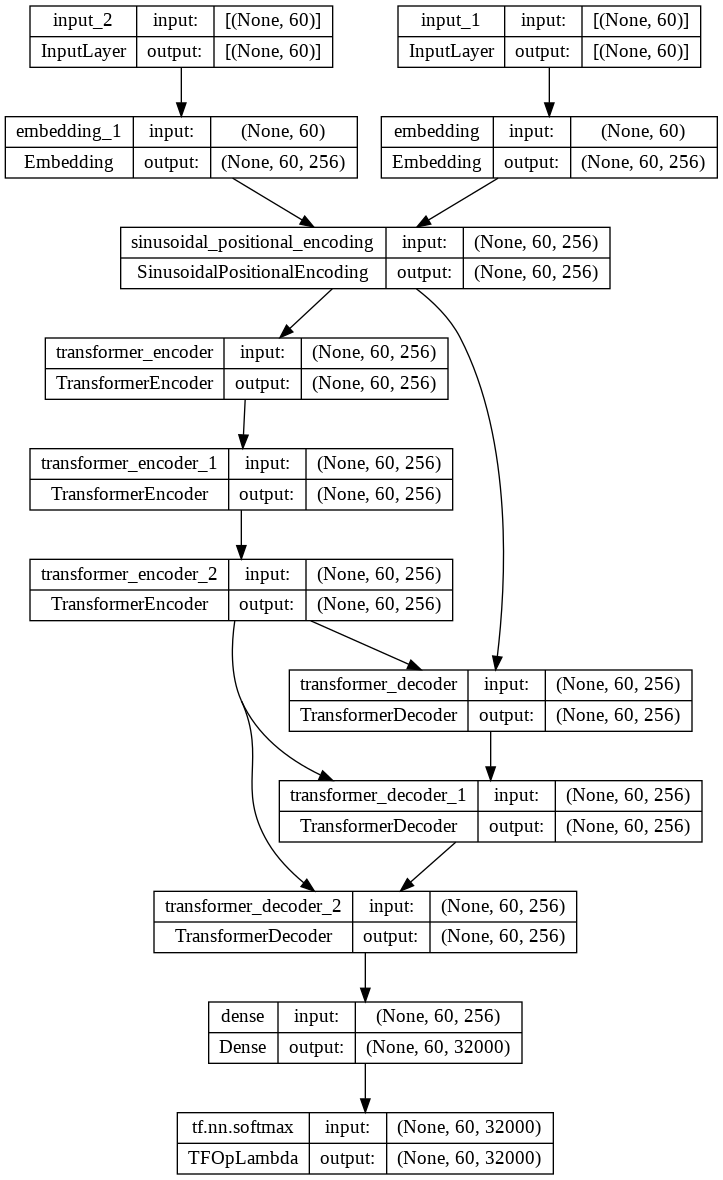 input_2 input: [(None, 60)]
InputLayer output: [(None, 60)]
input_1 input: [(None, 60)]
InputLayer output: [(None, 60)]
embedding_1 input: (None, 60)
Embedding output: (None, 60, 256)
embedding input: (None, 60)
Embedding output: (None, 60, 256)
sinusoidal_positional_encoding input: (None, 60, 256)
SinusoidalPositionalEncoding output: (None, 60, 256)
transformer_encoder input: (None, 60, 256)
TransformerEncoder output: (None, 60, 256)
transformer_encoder_1 input: (None, 60, 256)
TransformerEncoder output: (None, 60, 256)
transformer_encoder_2 input: (None, 60, 256)
TransformerEncoder output: (None, 60, 256)
transformer_decoder input: (None, 60, 256)
TransformerDecoder output: (None, 60, 256)
transformer_decoder_1 input: (None, 60, 256)
TransformerDecoder output: (None, 60, 256)
transformer_decoder_2 input: (None, 60, 256)
TransformerDecoder output: (None, 60, 256)
dense input: (None, 60, 256)
Dense output: (None, 60, 32000)
tf.nn.softmax input: (None, 60, 32000)
TFOpLambda output: (None, 60, 32000)